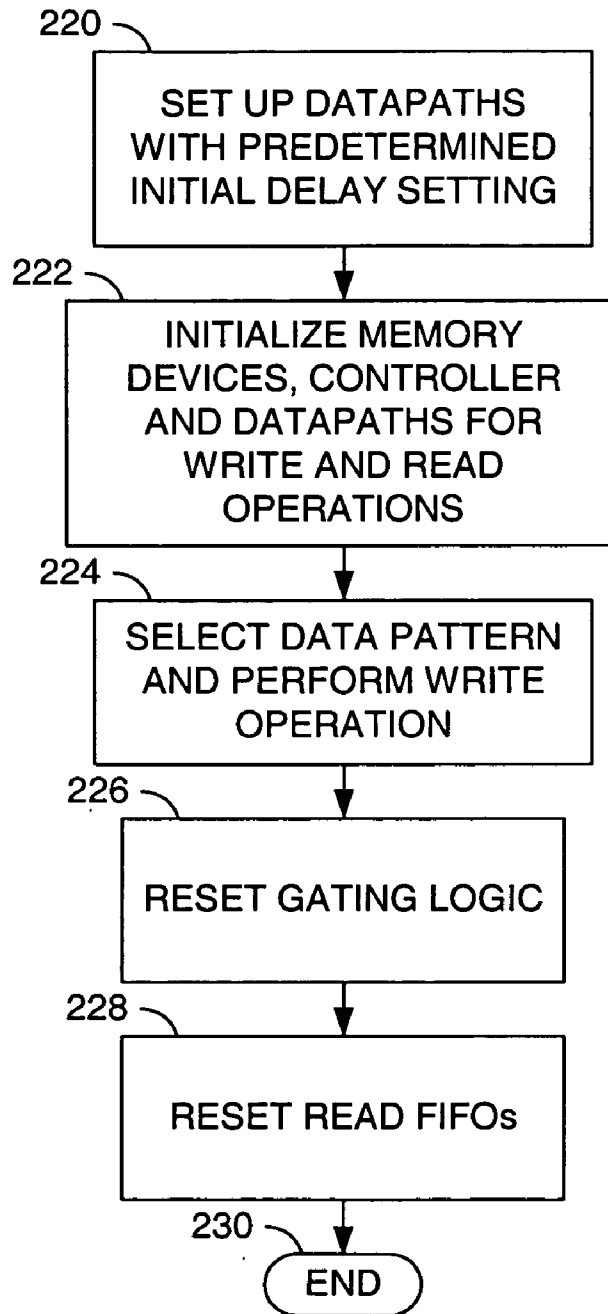 220
SET UP DATAPATHS
WITH PREDETERMINED
INITIAL DELAY SETTING
222
INITIALIZE MEMORY
DEVICES, CONTROLLER
AND DATAPATHS FOR
WRITE AND READ
OPERATIONS
224
SELECT DATA PATTERN
AND PERFORM WRITE
OPERATION
226
RESET GATING LOGIC
228
RESET READ FIFOs
230
END